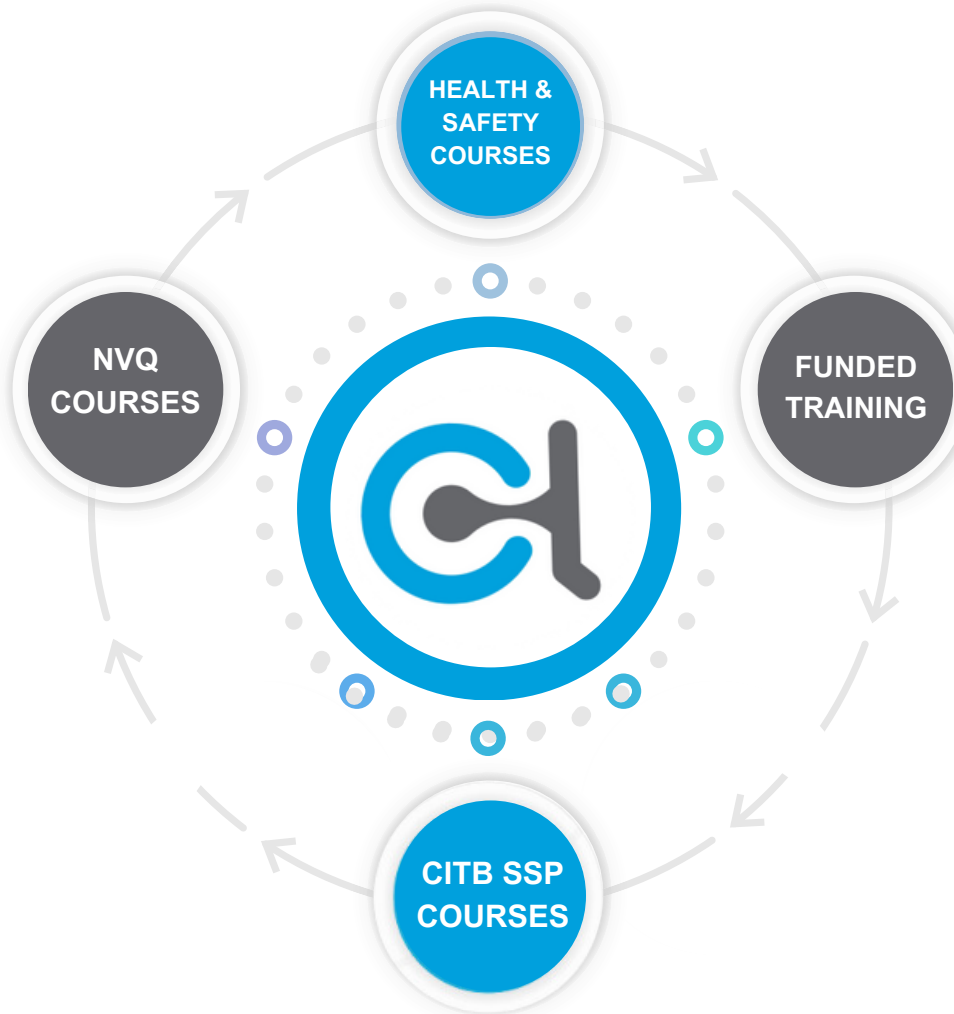 HEALTH &
SAFETY
COURSES
NVQ
COURSES
FUNDED
TRAINING
CITB SSP
COURSES